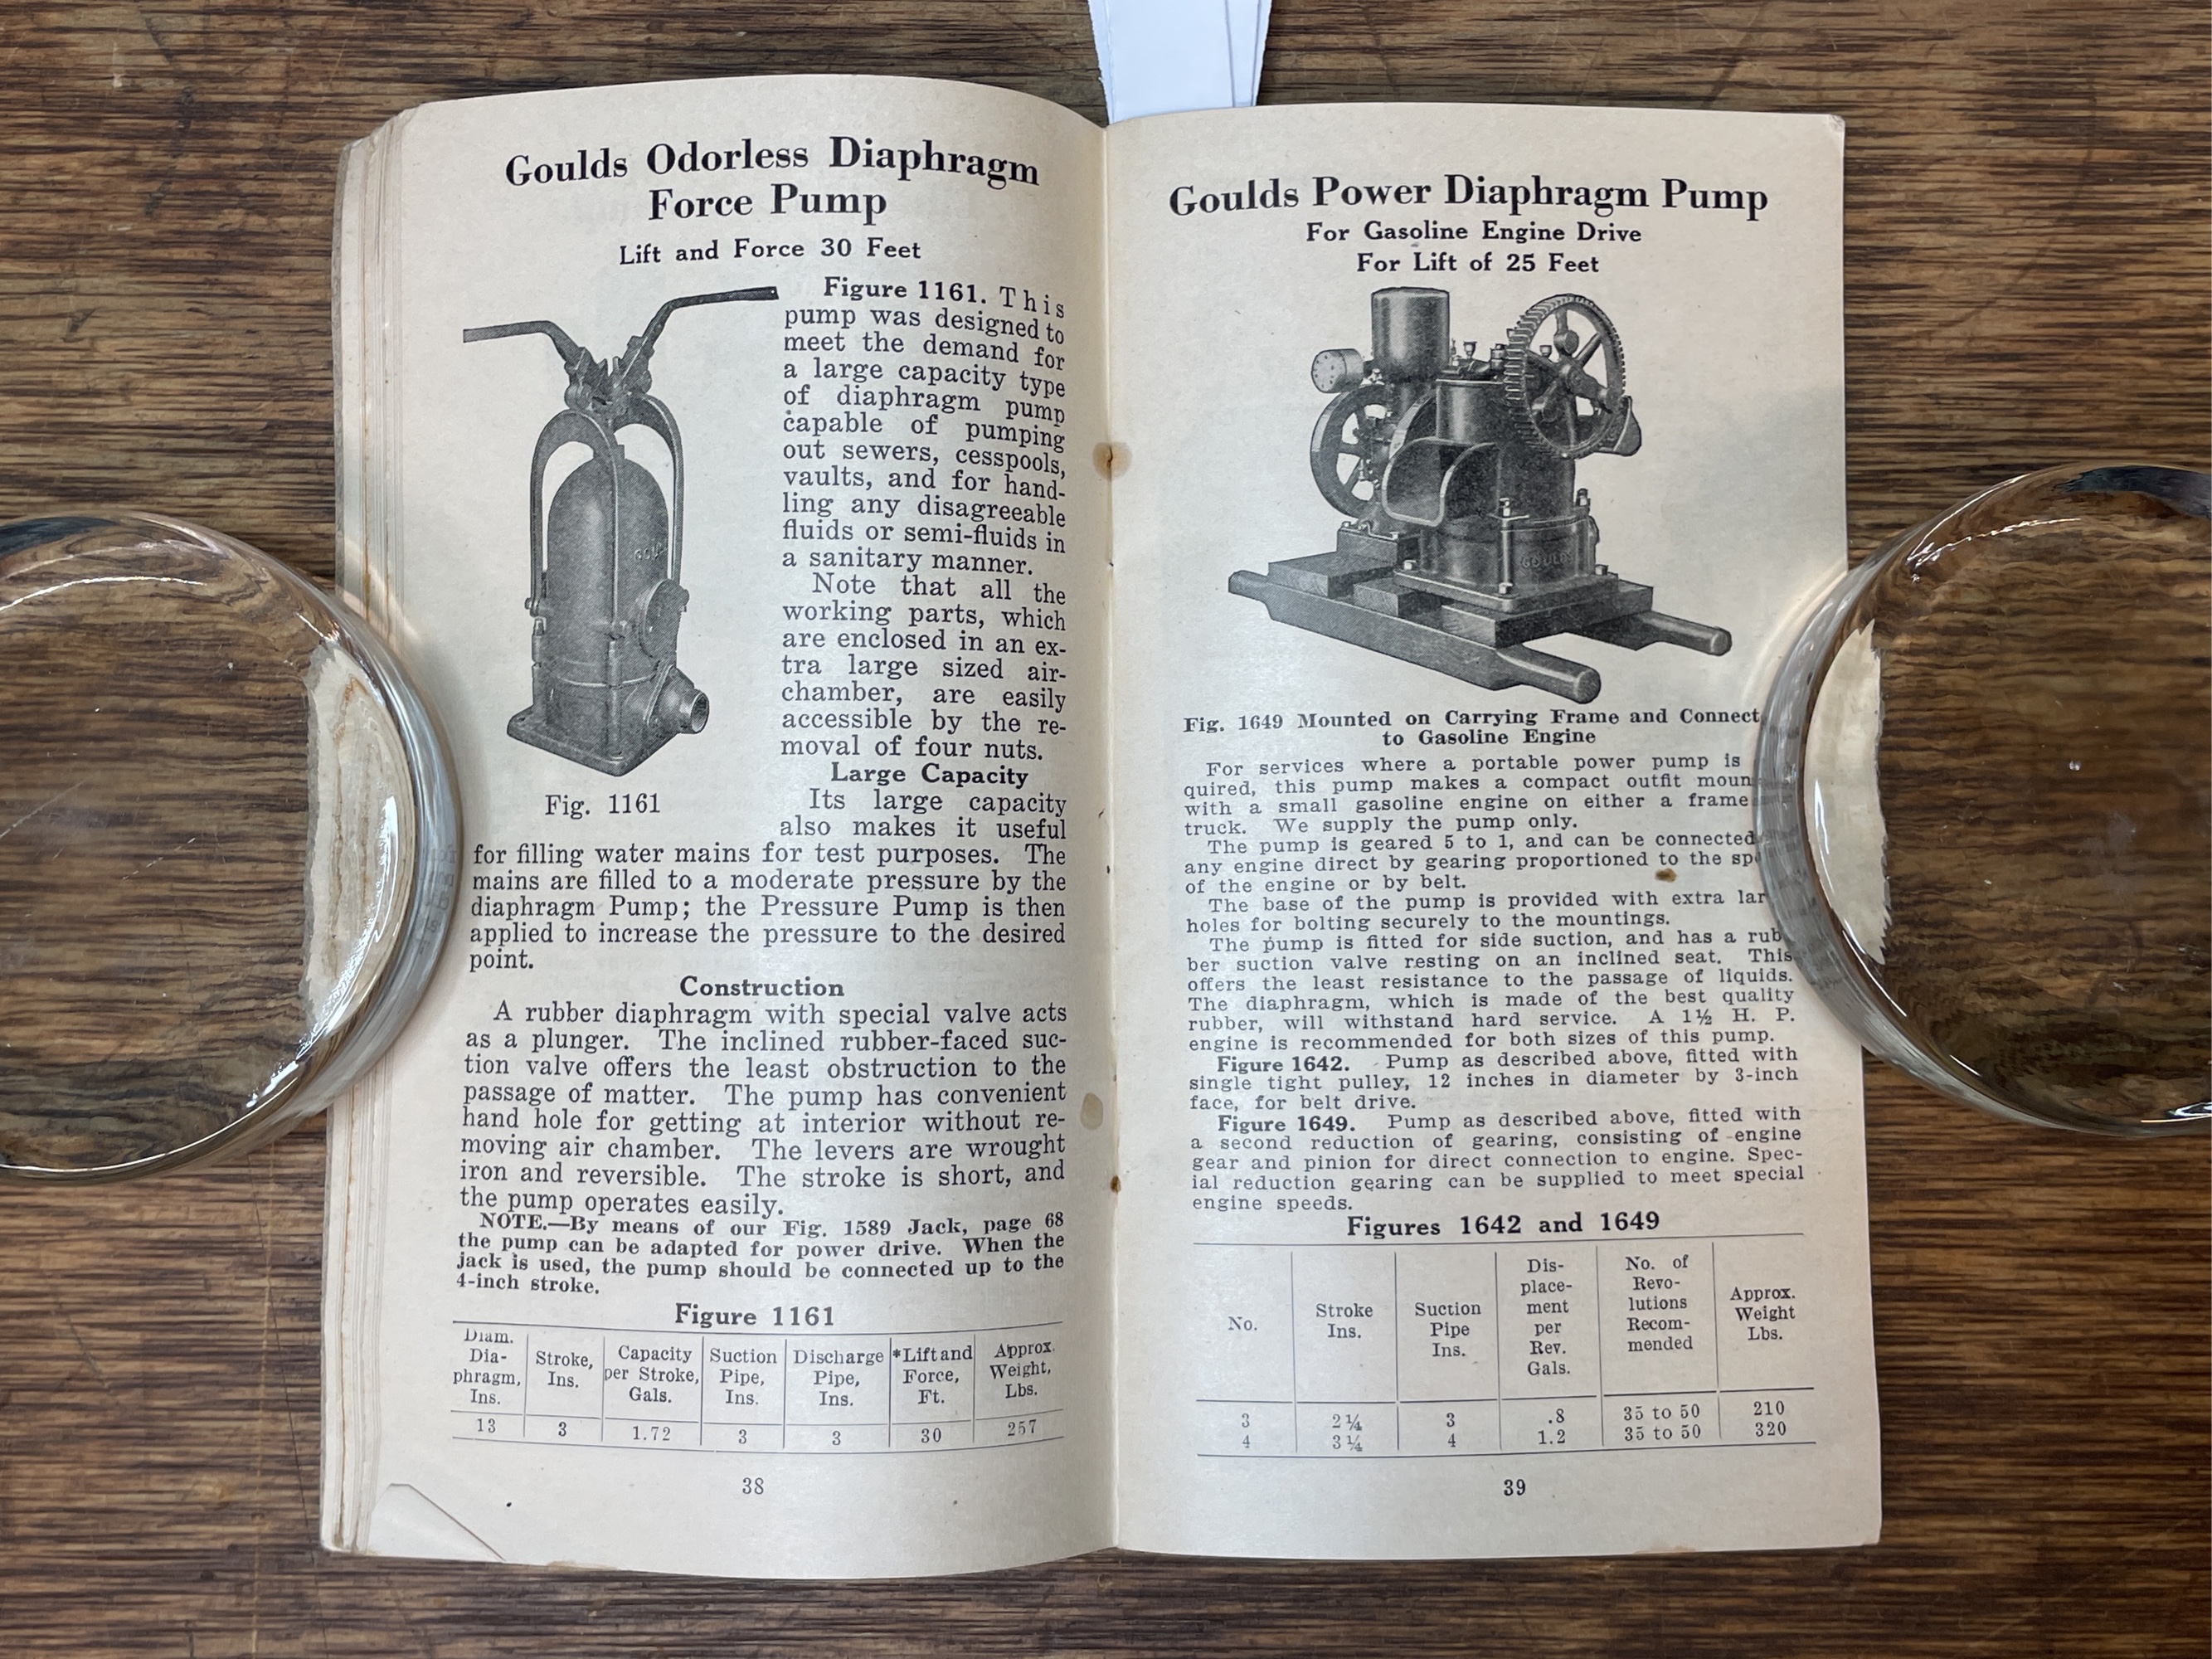 Goulds Odorless Diaphragm
Force Pump
Lift and Force 30 Feet
Figure 1161. This
pump was designed to
meet the demand for
a large capacity type
of diaphragm pump
capable of pumping
out sewers, cesspools,
vaults, and for hand-
ling any disagreeable
fluids or semi-fluids in
a sanitary manner.
Note that all the
working parts, which
are enclosed in an ex-
tra large sized air-
chamber, are easily
accessible by the re-
moval of four nuts.
Large Capacity
Fig. 1161
Its large capacity
also makes it useful
for filling water mains for test purposes. The
mains are filled to a moderate pressure by the
diaphragm Pump; the Pressure Pump is then
applied to increase the pressure to the desired
point.
Construction
A rubber diaphragm with special valve acts
as a plunger. The inclined rubber-faced suc-
tion valve offers the least obstruction to the
passage of matter. The pump has convenient
hand hole for getting at interior without re-
moving air chamber. The levers are wrought
iron and reversible. The stroke is short, and
the pump operates easily.
NOTE.—By means of our Fig. 1589 Jack, page 68
the pump can be adapted for power drive. When the
jack is used, the pump should be connected up to the
4-inch stroke.
Figure 1161
Diam. Dia- phragm, Ins. Stroke, Ins. Capacity per Stroke, Gals. Suction Pipe, Ins. Discharge Pipe, Ins. *Lift and Force, Ft. Approx. Weight, Lbs.
13 3 1.72 3 3 30 257
38
Goulds Power Diaphragm Pump
For Gasoline Engine Drive
For Lift of 25 Feet
GOULDS
Fig. 1649 Mounted on Carrying Frame and Connect
to Gasoline Engine
For services where a portable power pump is
quired, this pump makes a compact outfit moun
with a small gasoline engine on either a frame
truck. We supply the pump only.
The pump is geared 5 to 1, and can be connected
any engine direct by gearing proportioned to the sp
of the engine or by belt.
The base of the pump is provided with extra lar
holes for bolting securely to the mountings.
The pump is fitted for side suction, and has a rub
ber suction valve resting on an inclined seat. This
offers the least resistance to the passage of liquids.
The diaphragm, which is made of the best quality
rubber, will withstand hard service. A 1½ H. P.
engine is recommended for both sizes of this pump.
Figure 1642. Pump as described above, fitted with
single tight pulley, 12 inches in diameter by 3-inch
face, for belt drive.
Figure 1649. Pump as described above, fitted with
a second reduction of gearing, consisting of engine
gear and pinion for direct connection to engine. Spec-
ial reduction gearing can be supplied to meet special
engine speeds.
Figures 1642 and 1649
No. Stroke Ins. Suction Pipe Ins. Dis- place- ment per Rev. Gals. No. of Revo- lutions Recom- mended Approx. Weight Lbs.
3 2¼ 3 .8 35 to 50 210
4 3¼ 4 1.2 35 to 50 320
39